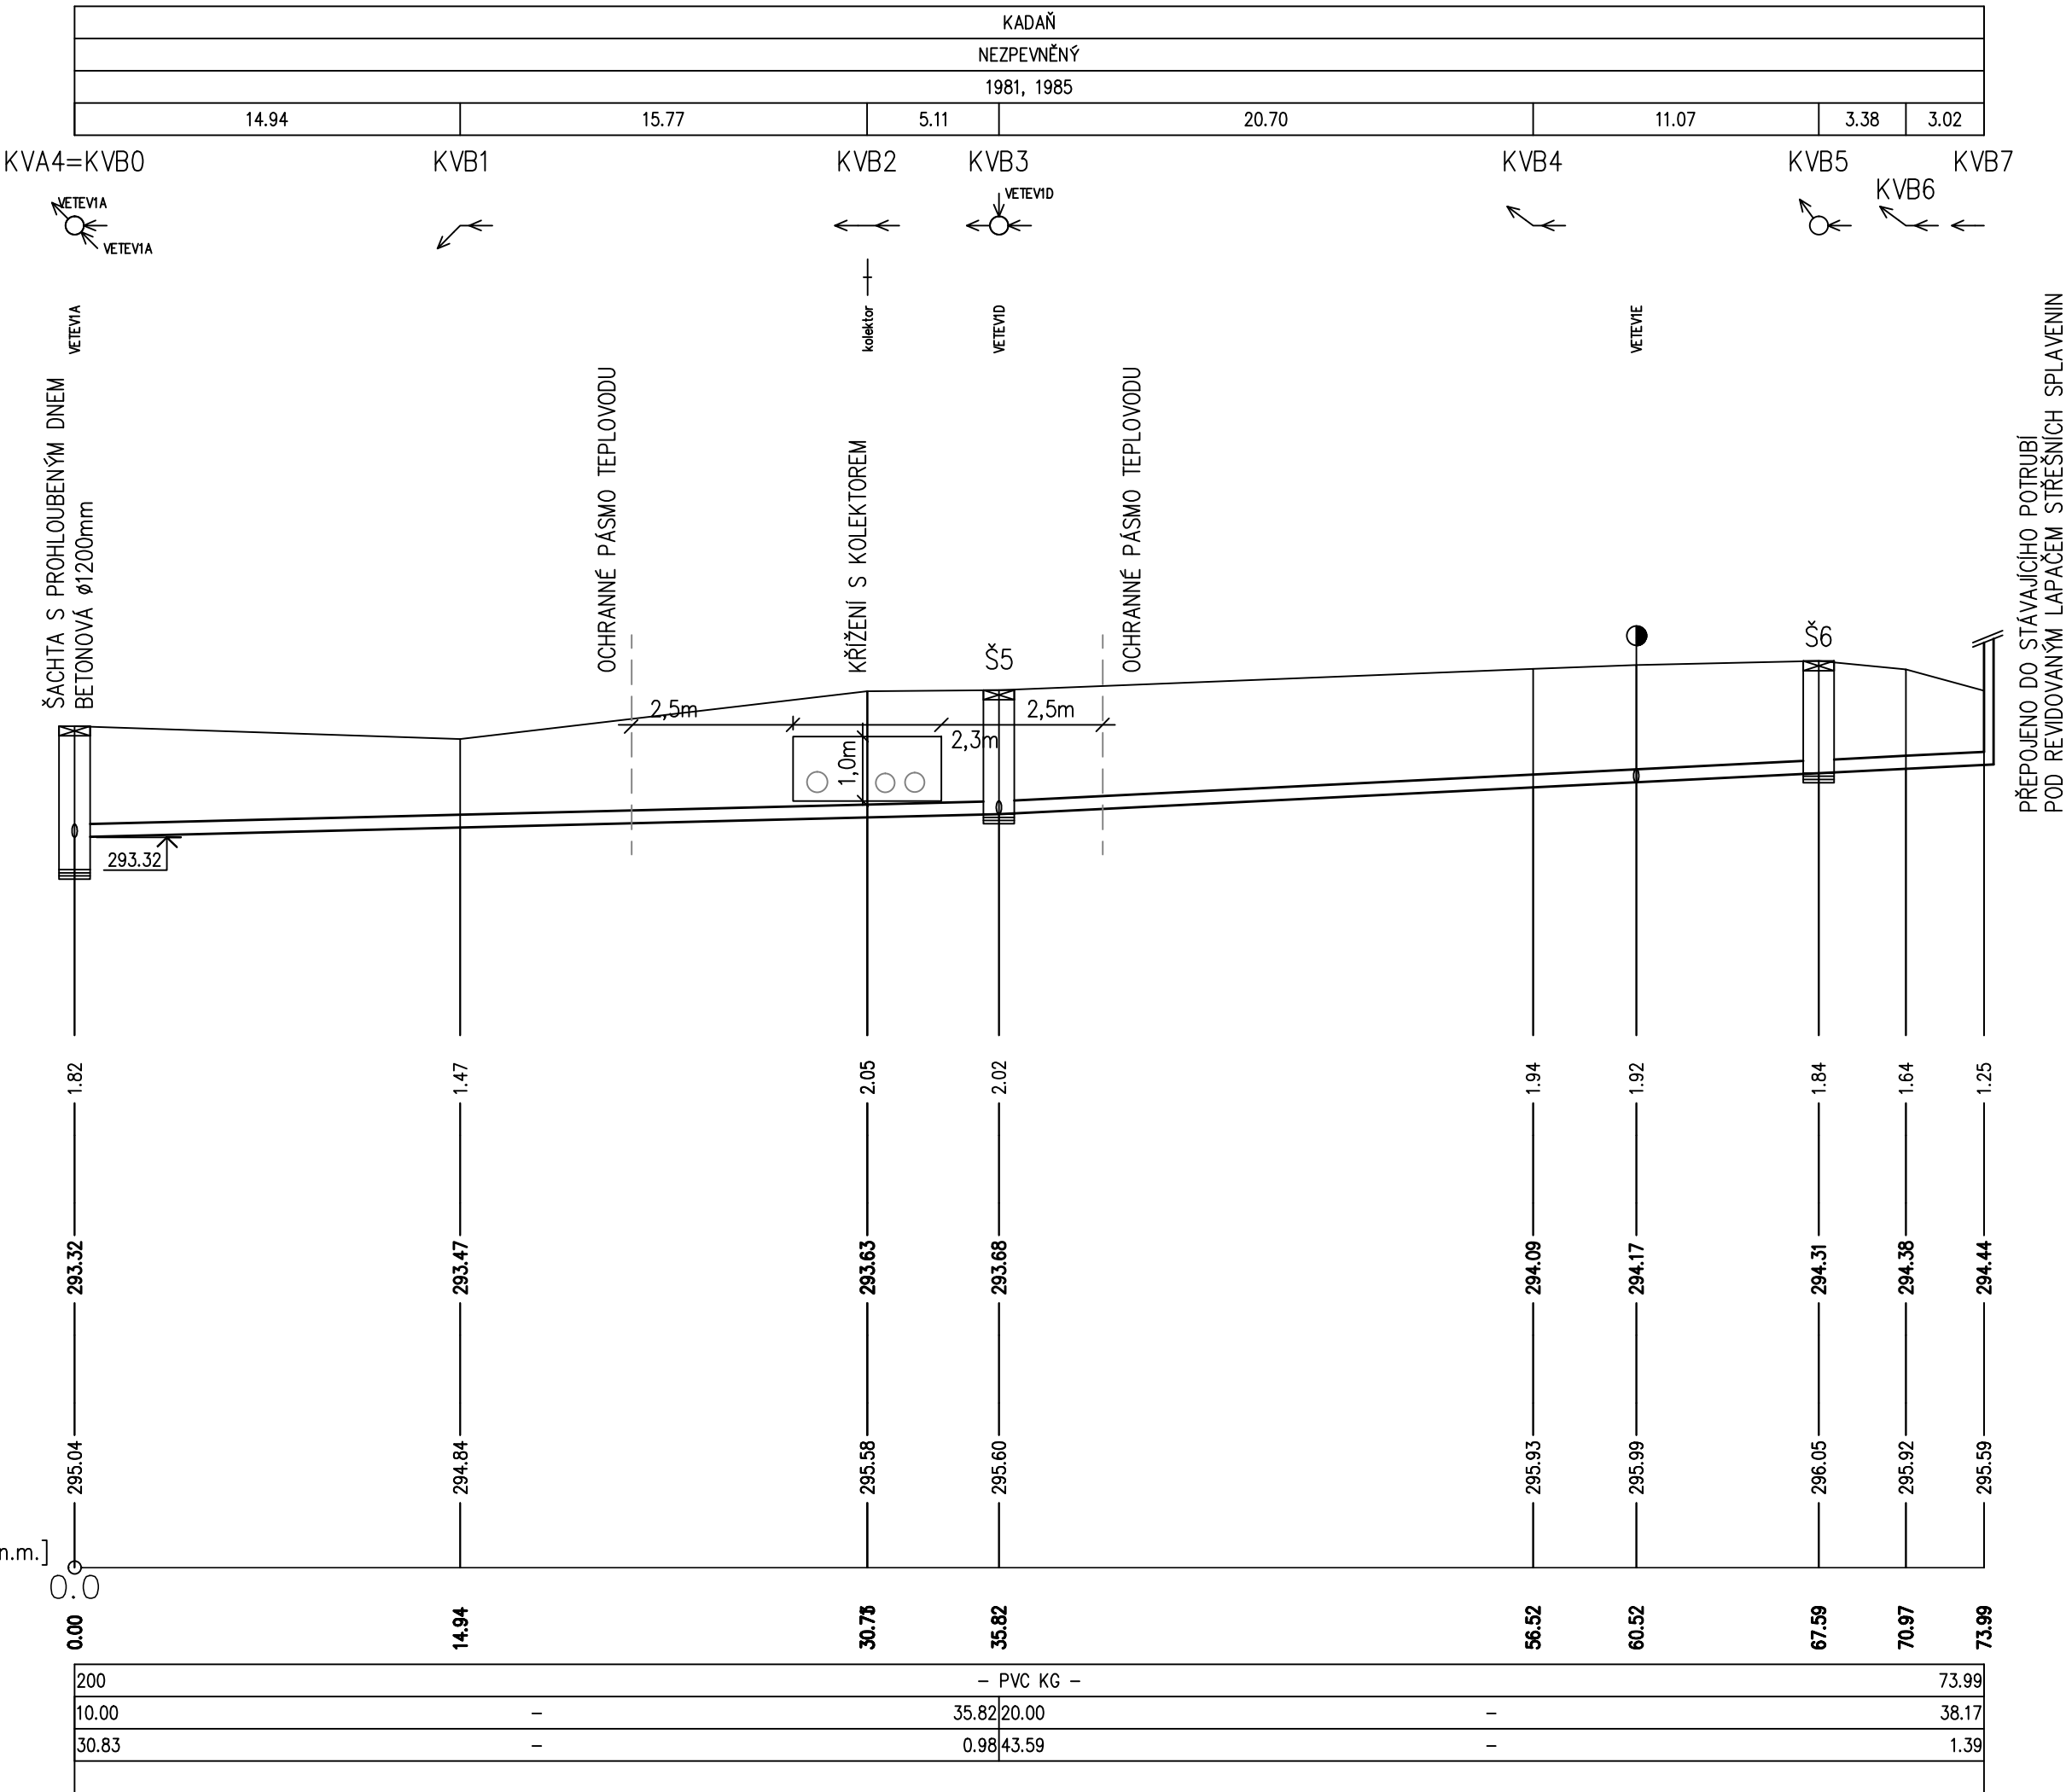 KADAŇ
NEZPEVNĚNÝ
1981, 1985
14.94 15.77 5.11 20.70 11.07 3.38 3.02
KVA4=KVB0 KVB1 KVB2 KVB3 KVB4 KVB5 KVB6 KVB7
VETEV1A
VETEV1A
VETEV1D
VETEV1A
kolektor
VETEV1D
VETEV1E
ŠACHTA S PROHLOUBENÝM DNEM
BETONOVÁ ø1200mm
OCHRANNÉ PÁSMO TEPLOVODU
KŘÍŽENÍ S KOLEKTOREM
OCHRANNÉ PÁSMO TEPLOVODU
PŘEPOJENO DO STÁVAJÍCÍHO POTRUBÍ
POD REVIDOVANÝM LAPAČEM STŘEŠNÍCH SPLAVENIN
Š5
Š6
2,5m
2,5m
2,3m
1,0m
293.32
1.82 1.47 2.05 2.02 1.94 1.92 1.84 1.64 1.25
293.32 293.47 293.63 293.68 294.09 294.17 294.31 294.38 294.44
295.04 294.84 295.58 295.60 295.93 295.99 296.05 295.92 295.59
n.m.]
0.0
0.00 14.94 35.82 56.52 60.52 67.59 70.97 73.99
200 – PVC KG – 73.99
10.00 – 35.82 20.00 – 38.17
30.83 – 0.98 43.59 – 1.39